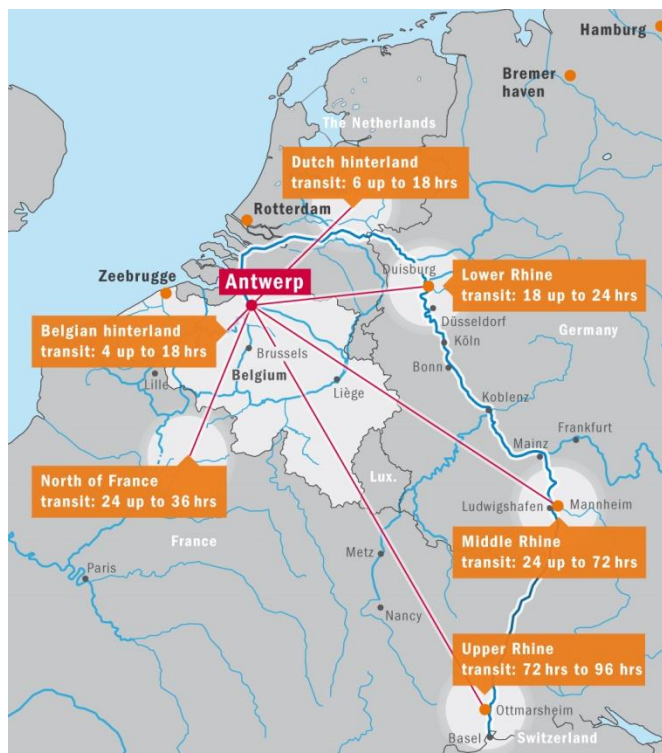 Hamburg
Bremer
haven
The Netherlands
Dutch hinterland
transit: 6 up to 18 hrs
Rotterdam
Zeebrugge
Antwerp
Duisburg
Lower Rhine
transit: 18 up to 24 hrs
Düsseldorf
Germany
Köln
Belgian hinterland
transit: 4 up to 18 hrs
Brussels
Bonn
Lille
Belgium
Liège
Koblenz
Frankfurt
Mainz
North of France
transit: 24 up to 36 hrs
Lux.
Ludwigshafen
Mannheim
France
Middle Rhine
transit: 24 up to 72 hrs
Metz
Paris
Nancy
Upper Rhine
transit: 72 hrs to 96 hrs
Ottmarsheim
Basel
Switzerland